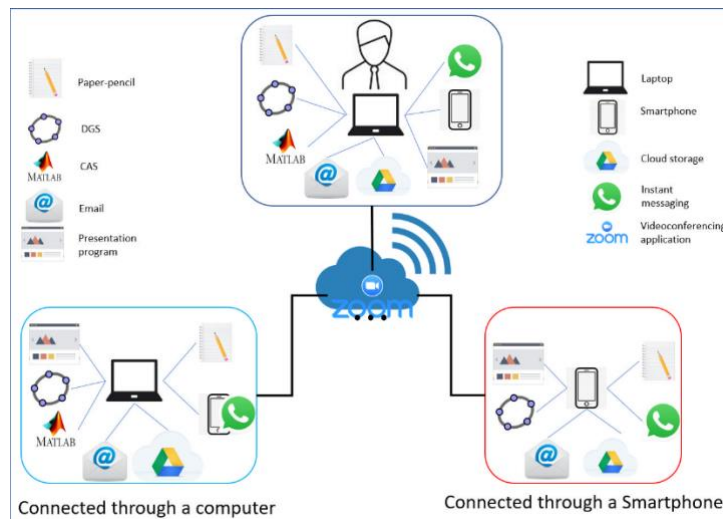 Paper-pencil
DGS
MATLAB
CAS
Email
Presentation
program
MATLAB
Laptop
Smartphone
Cloud storage
Instant
messaging
zoom
Videoconferencing
application
zoom
MATLAB
Connected through a computer
Connected through a Smartphone